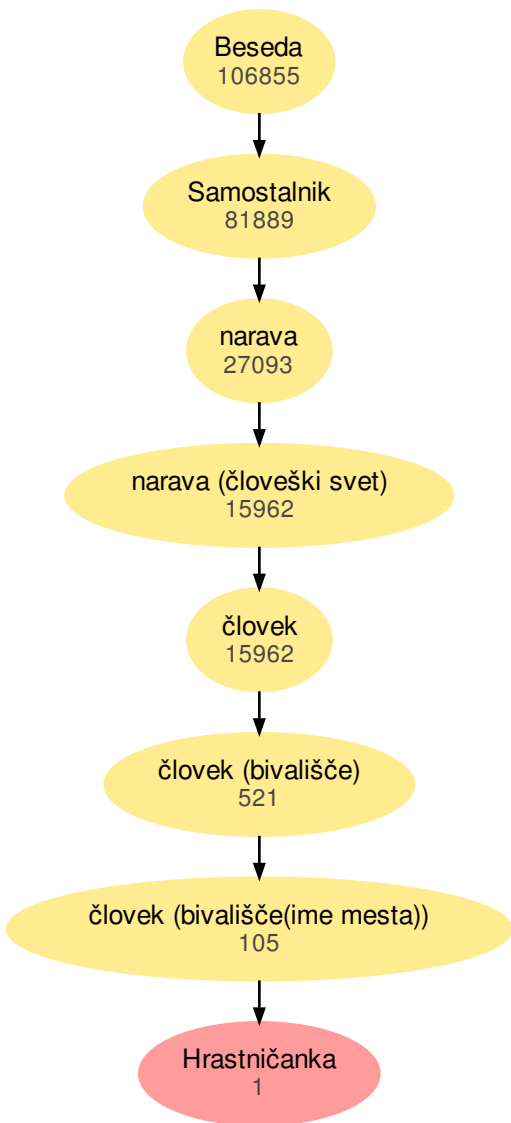 Beseda
106855
Samostalnik
81889
narava
27093
narava (človeški svet)
15962
človek
15962
človek (bivališče)
521
človek (bivališče(ime mesta))
105
Hrastničanka
1